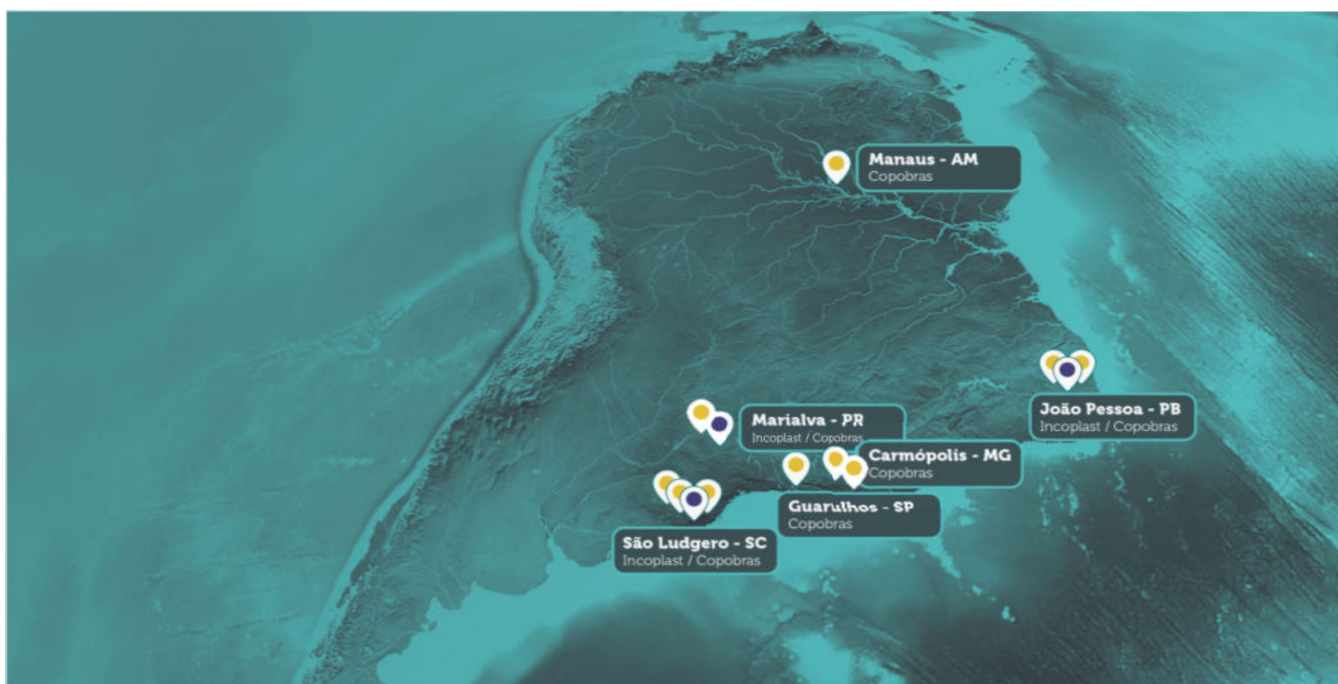 Manaus - AM
Copobras
João Pessoa - PB
Incoplast / Copobras
Marialva - PR
Incoplast / Copobras
Carmópolis - MG
Copobras
Guarulhos - SP
Copobras
São Ludgero - SC
Incoplast / Copobras